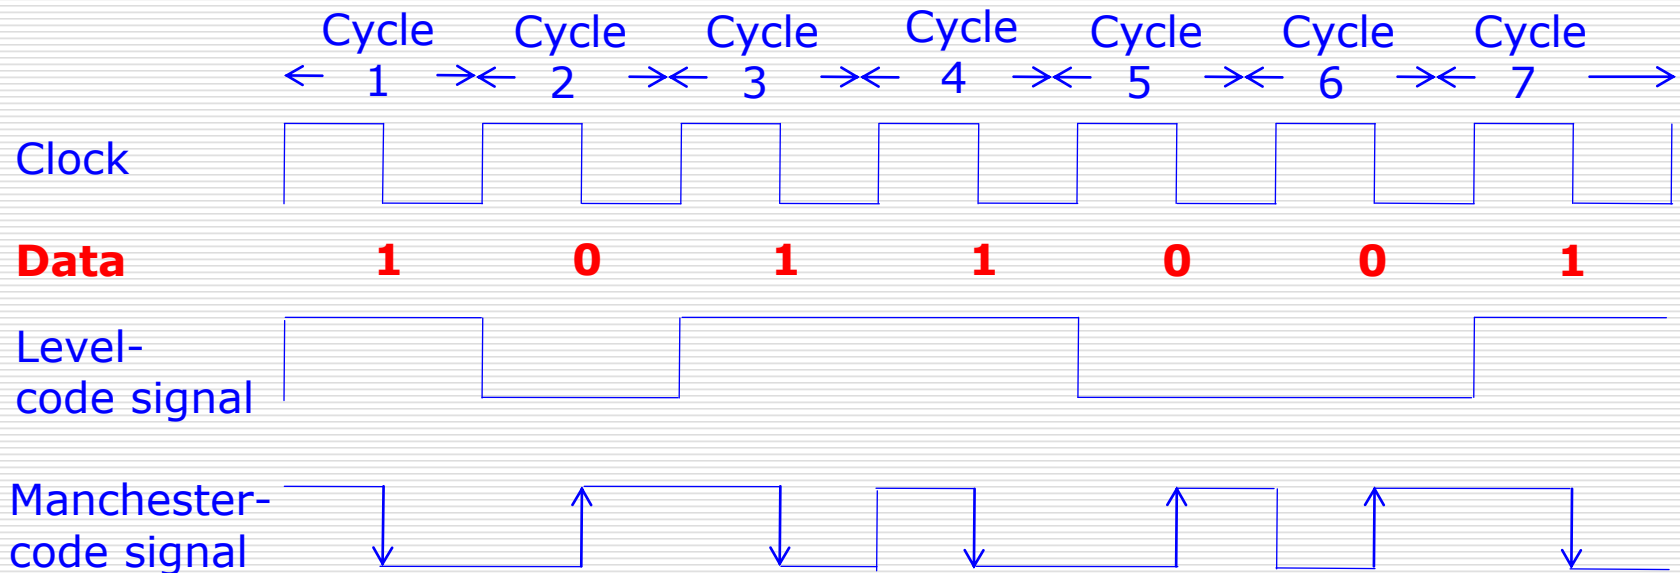 Cycle Cycle Cycle Cycle Cycle Cycle Cycle
1 2 3 4 5 6 7
Clock
Data 1 0 1 1 0 0 1
Level-
code signal
Manchester-
code signal